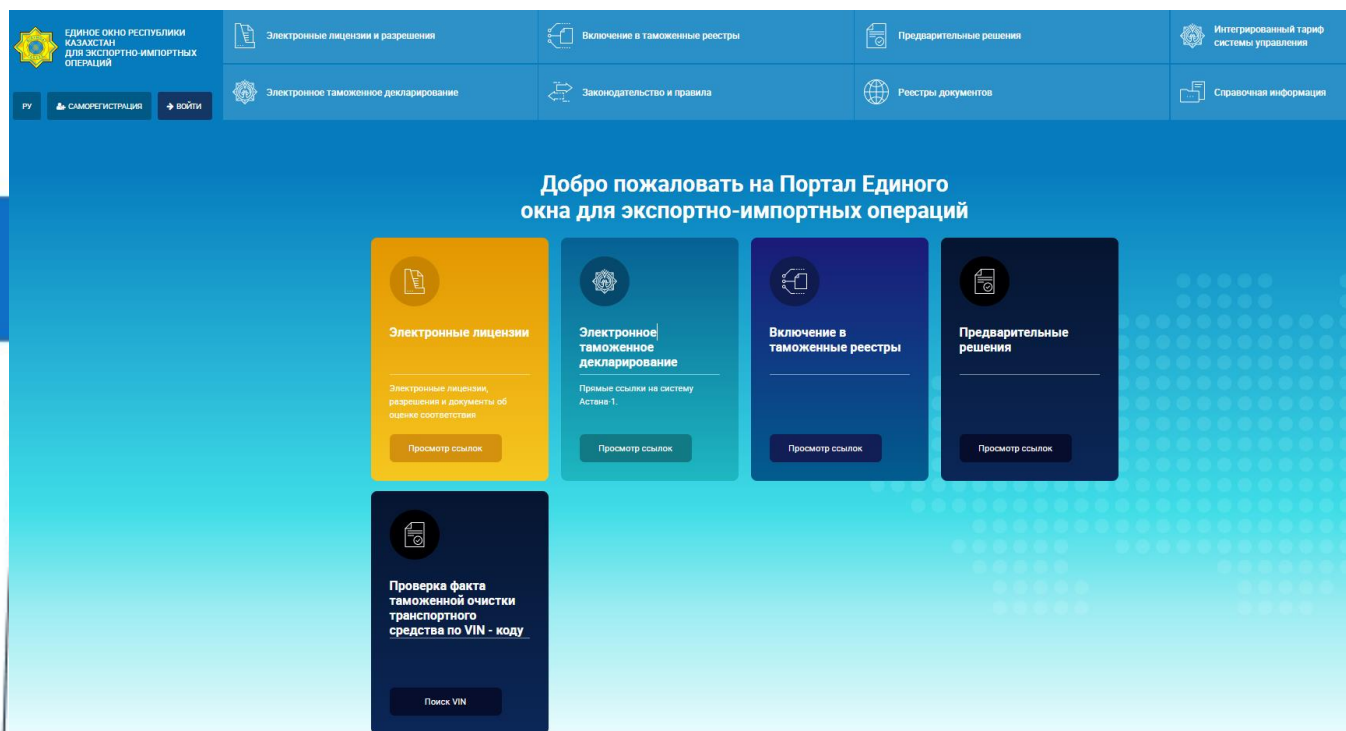 ЕДИНОЕ ОКНО РЕСПУБЛИКИ
КАЗАХСТАН
ДЛЯ ЭКСПОРТНО-ИМПОРТНЫХ
ОПЕРАЦИЙ
РУ
САМОРЕГИСТРАЦИЯ
ВОЙТИ
Электронные лицензии и разрешения
Включение в таможенные реестры
Предварительные решения
Интегрированный тариф
системы управления
Электронное таможенное декларирование
Законодательство и правила
Реестры документов
Справочная информация
Добро пожаловать на Портал Единого
окна для экспортно-импортных операций
Электронные лицензии
Электронные лицензии,
разрешения и документы об
оценке соответствия
Просмотр ссылок
Электронное
таможенное
декларирование
Прямые ссылки на систему
Астана-1.
Просмотр ссылок
Включение в
таможенные реестры
Просмотр ссылок
Предварительные
решения
Просмотр ссылок
Проверка факта
таможенной очистки
транспортного
средства по VIN - коду
Поиск VIN